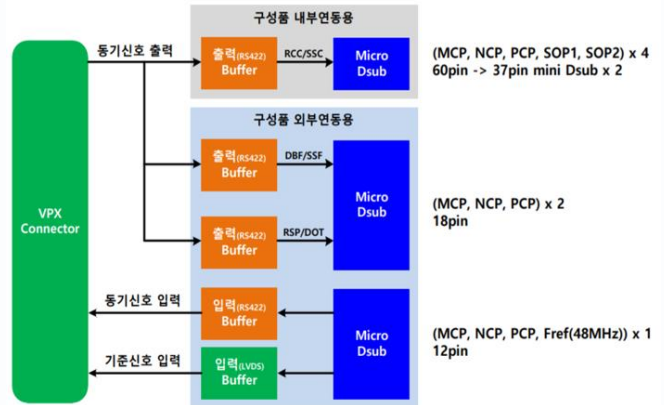 구성품 내부연동용
동기신호 출력
출력(RS422)
Buffer
RCC/SSC
Micro
Dsub
(MCP, NCP, PCP, SOP1, SOP2) x 4
60pin -> 37pin mini Dsub x 2
구성품 외부연동용
출력(RS422)
Buffer
DBF/SSF
Micro
Dsub
(MCP, NCP, PCP) x 2
18pin
VPX
Connector
출력(RS422)
Buffer
RSP/DOT
동기신호 입력
입력(RS422)
Buffer
Micro
Dsub
(MCP, NCP, PCP, Fref(48MHz)) x 1
12pin
기준신호 입력
입력(LVDS)
Buffer